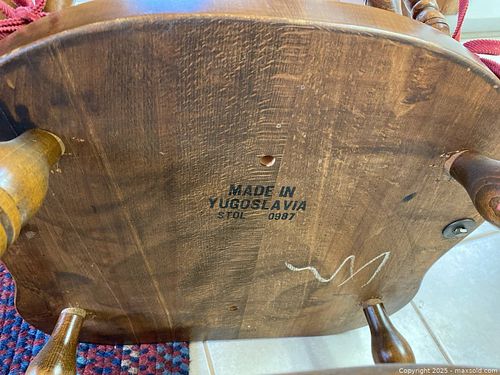 MADE IN
YUGOSLAVIA
STOL 0987
Copyright 2025 - maxsold.com